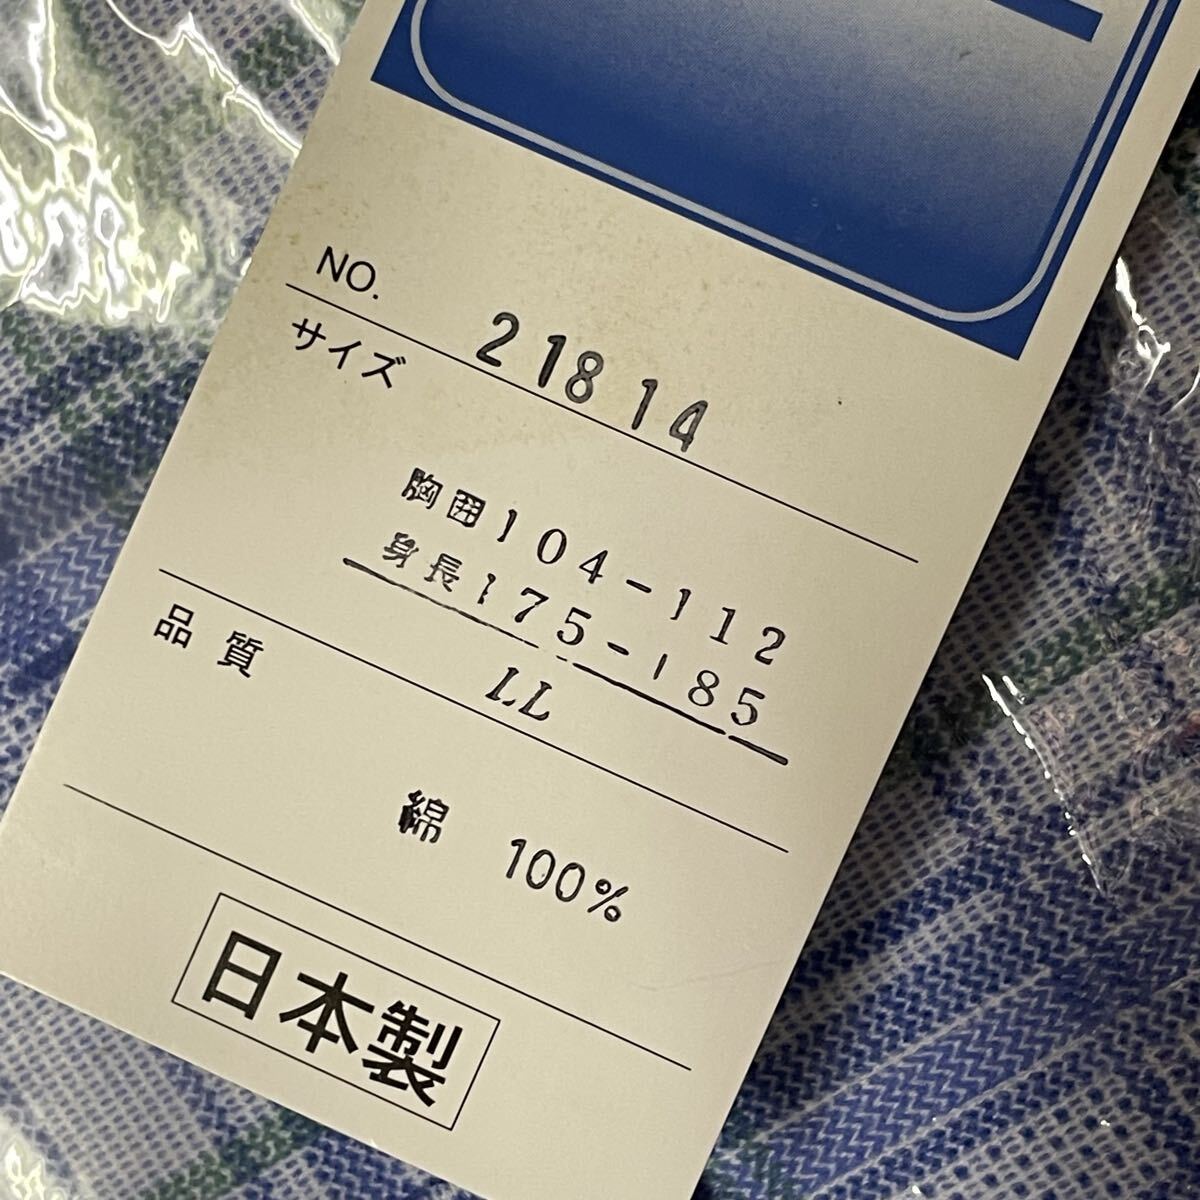 NO. 21814
サイズ
胸囲104-112
身長175-185
LL
品質
綿 100%
日本製